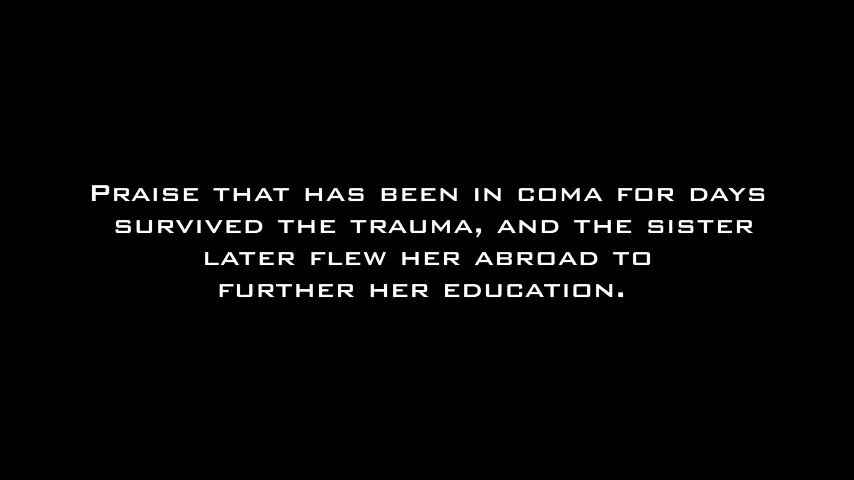 Praise that has been in coma for days
survived the trauma, and the sister
later flew her abroad to
further her education.